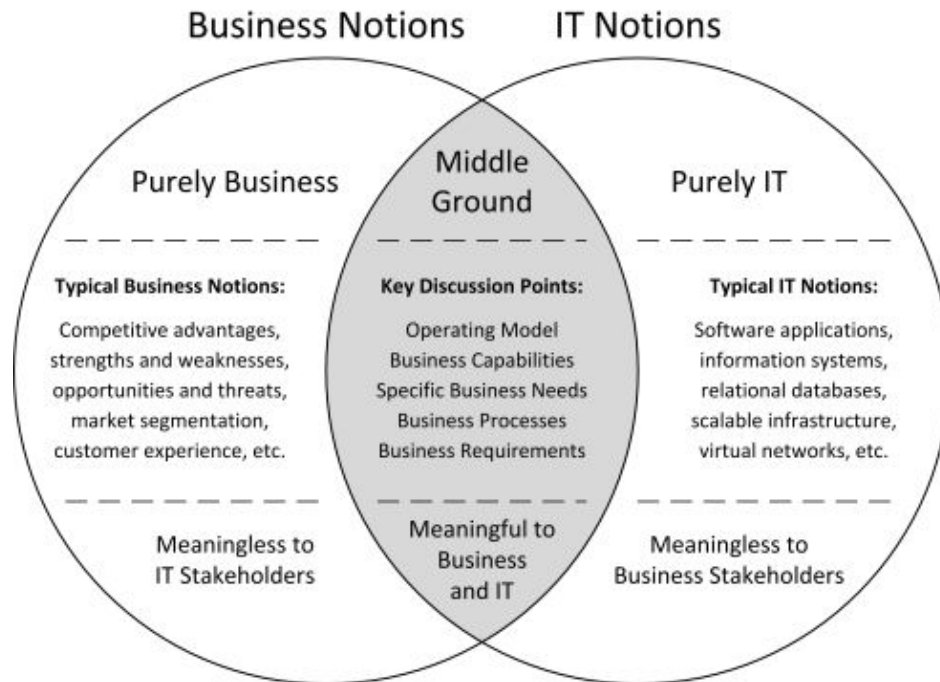 Business Notions
IT Notions
Purely Business
Typical Business Notions:
Competitive advantages,
strengths and weaknesses,
opportunities and threats,
market segmentation,
customer experience, etc.
Meaningless to
IT Stakeholders
Middle
Ground
Key Discussion Points:
Operating Model
Business Capabilities
Specific Business Needs
Business Processes
Business Requirements
Meaningful to
Business
and IT
Purely IT
Typical IT Notions:
Software applications,
information systems,
relational databases,
scalable infrastructure,
virtual networks, etc.
Meaningless to
Business Stakeholders